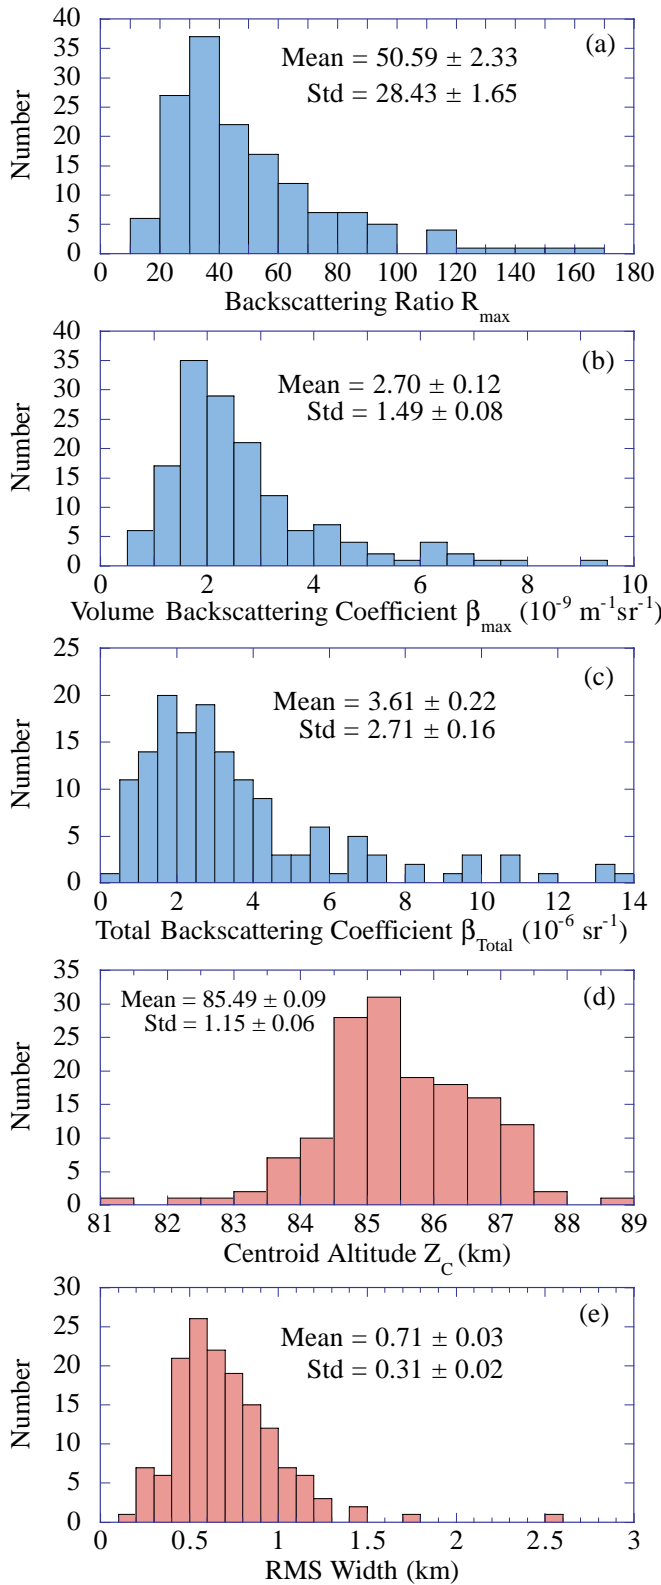 40
35
30
25
20
15
10
5
0
Number
(a)
Mean = 50.59 ± 2.33
Std = 28.43 ± 1.65
0 20 40 60 80 100 120 140 160 180
Backscattering Ratio R_max
40
35
30
25
20
15
10
5
0
Number
(b)
Mean = 2.70 ± 0.12
Std = 1.49 ± 0.08
0 2 4 6 8 10
Volume Backscattering Coefficient β_max (10^-9 m^-1sr^-1)
25
20
15
10
5
0
Number
(c)
Mean = 3.61 ± 0.22
Std = 2.71 ± 0.16
0 2 4 6 8 10 12 14
Total Backscattering Coefficient β_Total (10^-6 sr^-1)
35
30
25
20
15
10
5
0
Number
(d)
Mean = 85.49 ± 0.09
Std = 1.15 ± 0.06
81 82 83 84 85 86 87 88 89
Centroid Altitude Z_C (km)
30
25
20
15
10
5
0
Number
(e)
Mean = 0.71 ± 0.03
Std = 0.31 ± 0.02
0 0.5 1 1.5 2 2.5 3
RMS Width (km)